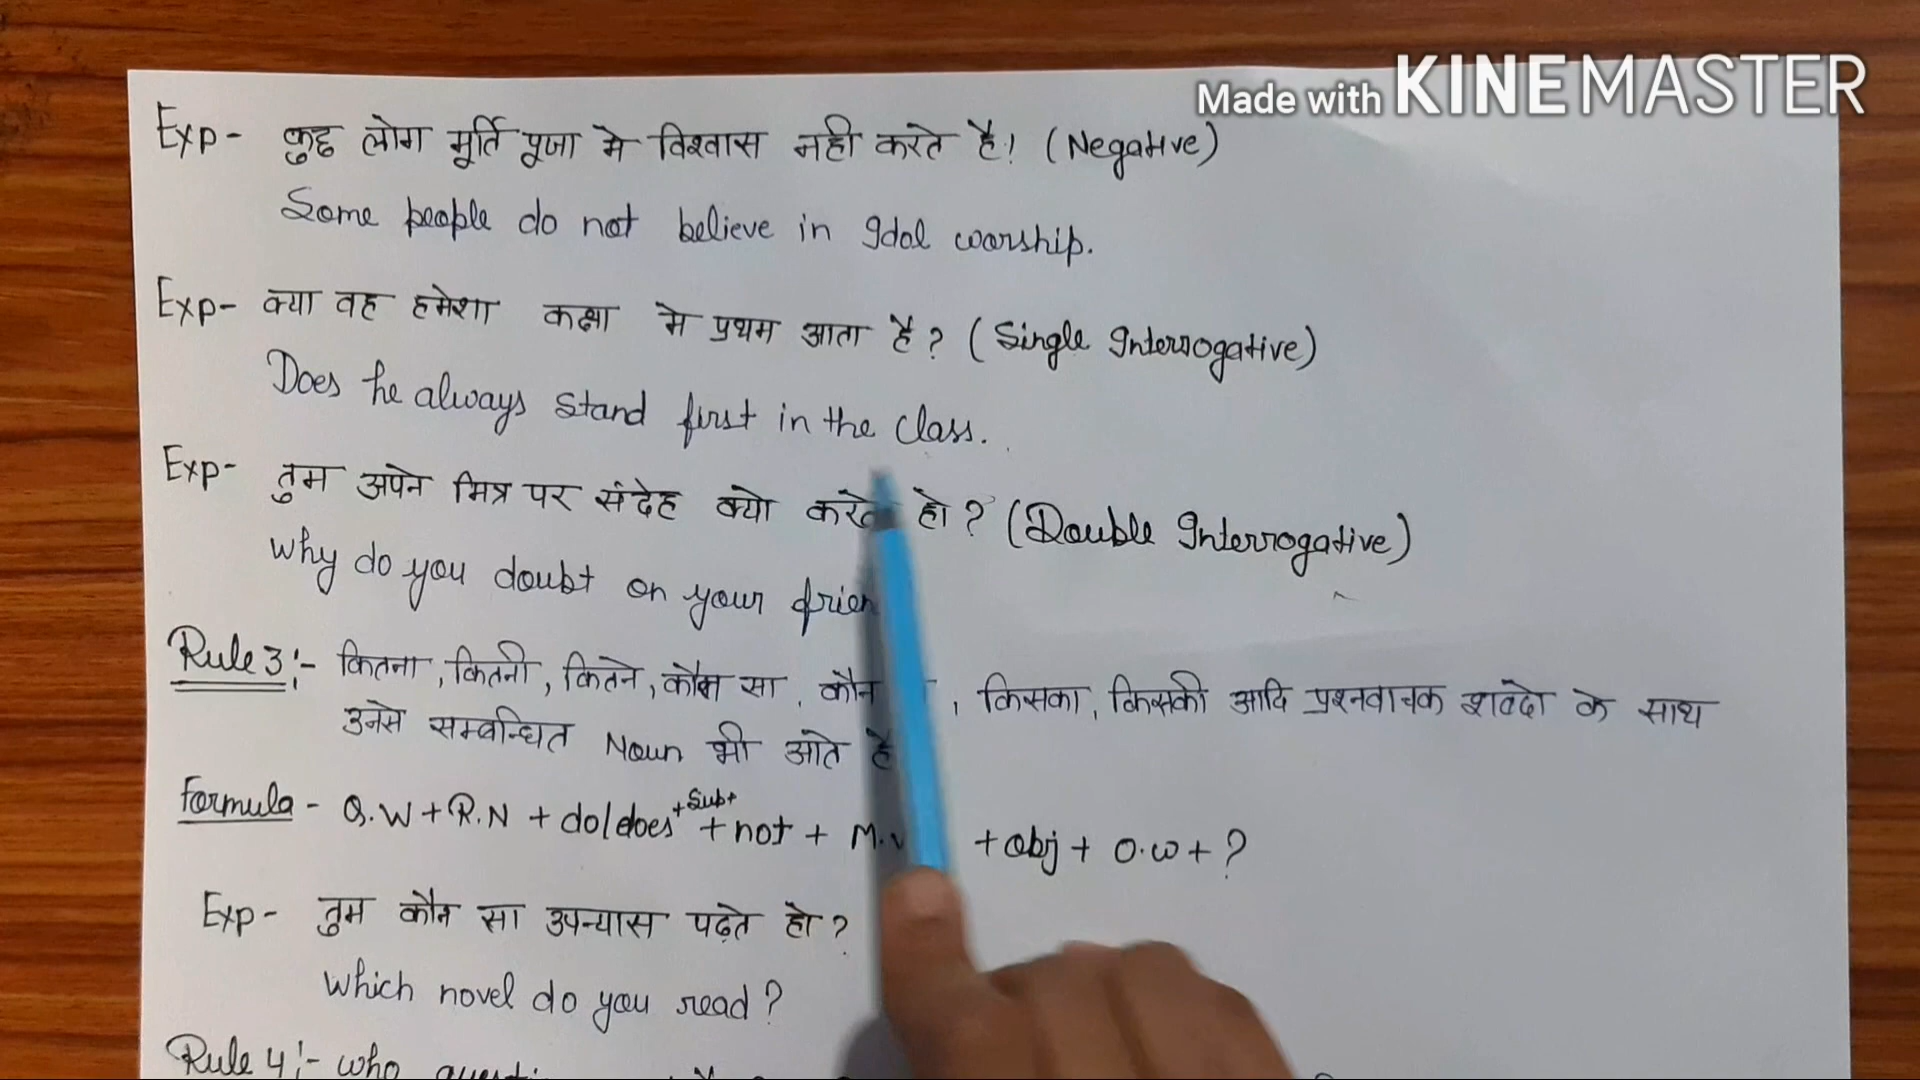 Made with KINEMASTER
Exp- कुछ लोग मूर्ति पूजा मे विश्वास नही करते है। (Negative)
Some people do not believe in Idol worship.
Exp- क्या वह हमेशा कक्षा मे प्रथम आता है? (Single Interrogative)
Does he always stand first in the class.
Exp- तुम अपने मित्र पर संदेह क्यो करते हो? (Double Interrogative)
Why do you doubt on your frien
Rule 3:- कितना, कितनी, कितने, कौन सा, कौन , किसका, किसकी आदि प्रश्नवाचक शब्दो के साथ
उनसे सम्बन्धित Noun भी आते है
Formula - Q.W + R.N + do/does + Sub + + not + M.V + obj + O.W + ?
Exp- तुम कौन सा उपन्यास पढ़ते हो?
Which novel do you read?
Rule 4:- who